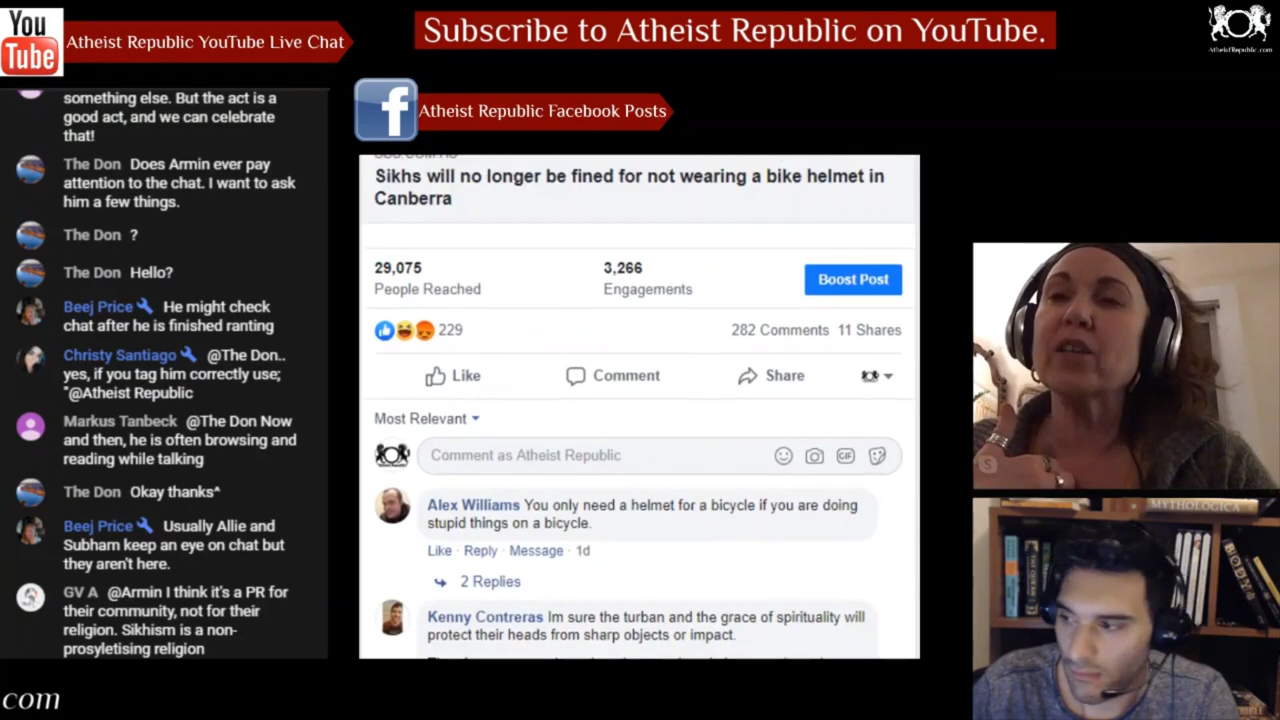 You
Tube
Atheist Republic YouTube Live Chat
Subscribe to Atheist Republic on YouTube.
AtheistRepublic.com
something else. But the act is a
good act, and we can celebrate
that!
The Don Does Armin ever pay
attention to the chat. I want to ask
him a few things.
The Don ?
The Don Hello?
Beej Price He might check
chat after he is finished ranting
Christy Santiago @The Don..
yes, if you tag him correctly use;
"@Atheist Republic
Markus Tanbeck @The Don Now
and then, he is often browsing and
reading while talking
The Don Okay thanks^
Beej Price Usually Allie and
Subham keep an eye on chat but
they aren't here.
GV A @Armin I think it's a PR for
their community, not for their
religion. Sikhism is a non-
prosyletising religion
com
f
Atheist Republic Facebook Posts
Sikhs will no longer be fined for not wearing a bike helmet in
Canberra
29,075
People Reached
3,266
Engagements
Boost Post
229
282 Comments 11 Shares
Like
Comment
Share
Most Relevant
Comment as Atheist Republic
GIF
Alex Williams You only need a helmet for a bicycle if you are doing
stupid things on a bicycle.
Like · Reply · Message · 1d
2 Replies
Kenny Contreras Im sure the turban and the grace of spirituality will
protect their heads from sharp objects or impact.
S
MYTHOLOGICA